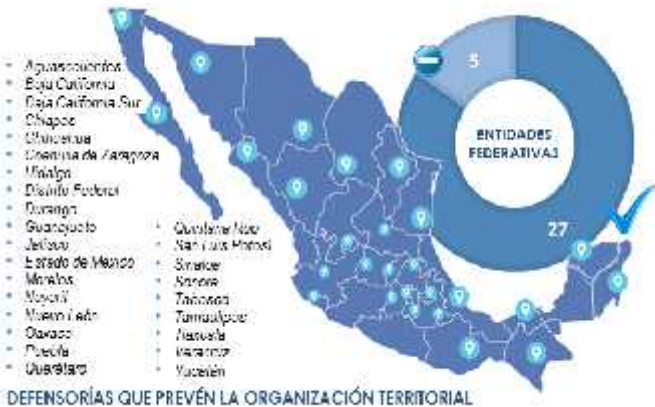 Aguascalientes
Baja California
Baja California Sur
Chiapas
Chihuahua
Coahuila de Zaragoza
Hidalgo
Distrito Federal
Durango
Guanajuato
Jalisco
Estado de México
Morelos
Nayarit
Nuevo León
Oaxaca
Puebla
Querétaro
Quintana Roo
San Luis Potosí
Sinaloa
Sonora
Tabasco
Tamaulipas
Tlaxcala
Veracruz
Yucatán
5
ENTIDADES
FEDERATIVAS
27
DEFENSORÍAS QUE PREVÉN LA ORGANIZACIÓN TERRITORIAL